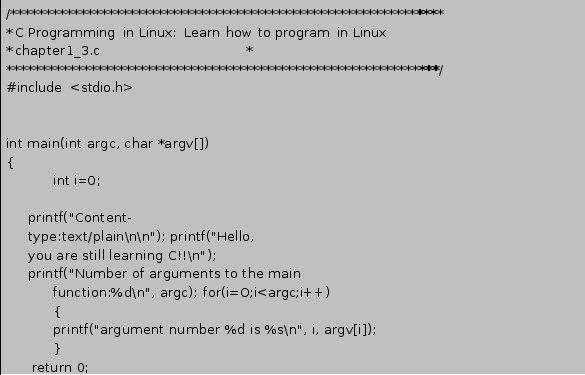 /************************************************************
*C Programming in Linux: Learn how to program in Linux
*chapter1_3.c *
************************************************************/
#include <stdio.h>
int main(int argc, char *argv[])
{
int i=0;
printf("Content-
type:text/plain\n\n"); printf("Hello,
you are still learning C!!\n");
printf("Number of arguments to the main
function:%d\n", argc); for(i=0;i<argc;i++)
{
printf("argument number %d is %s\n", i, argv[i]);
}
return 0;